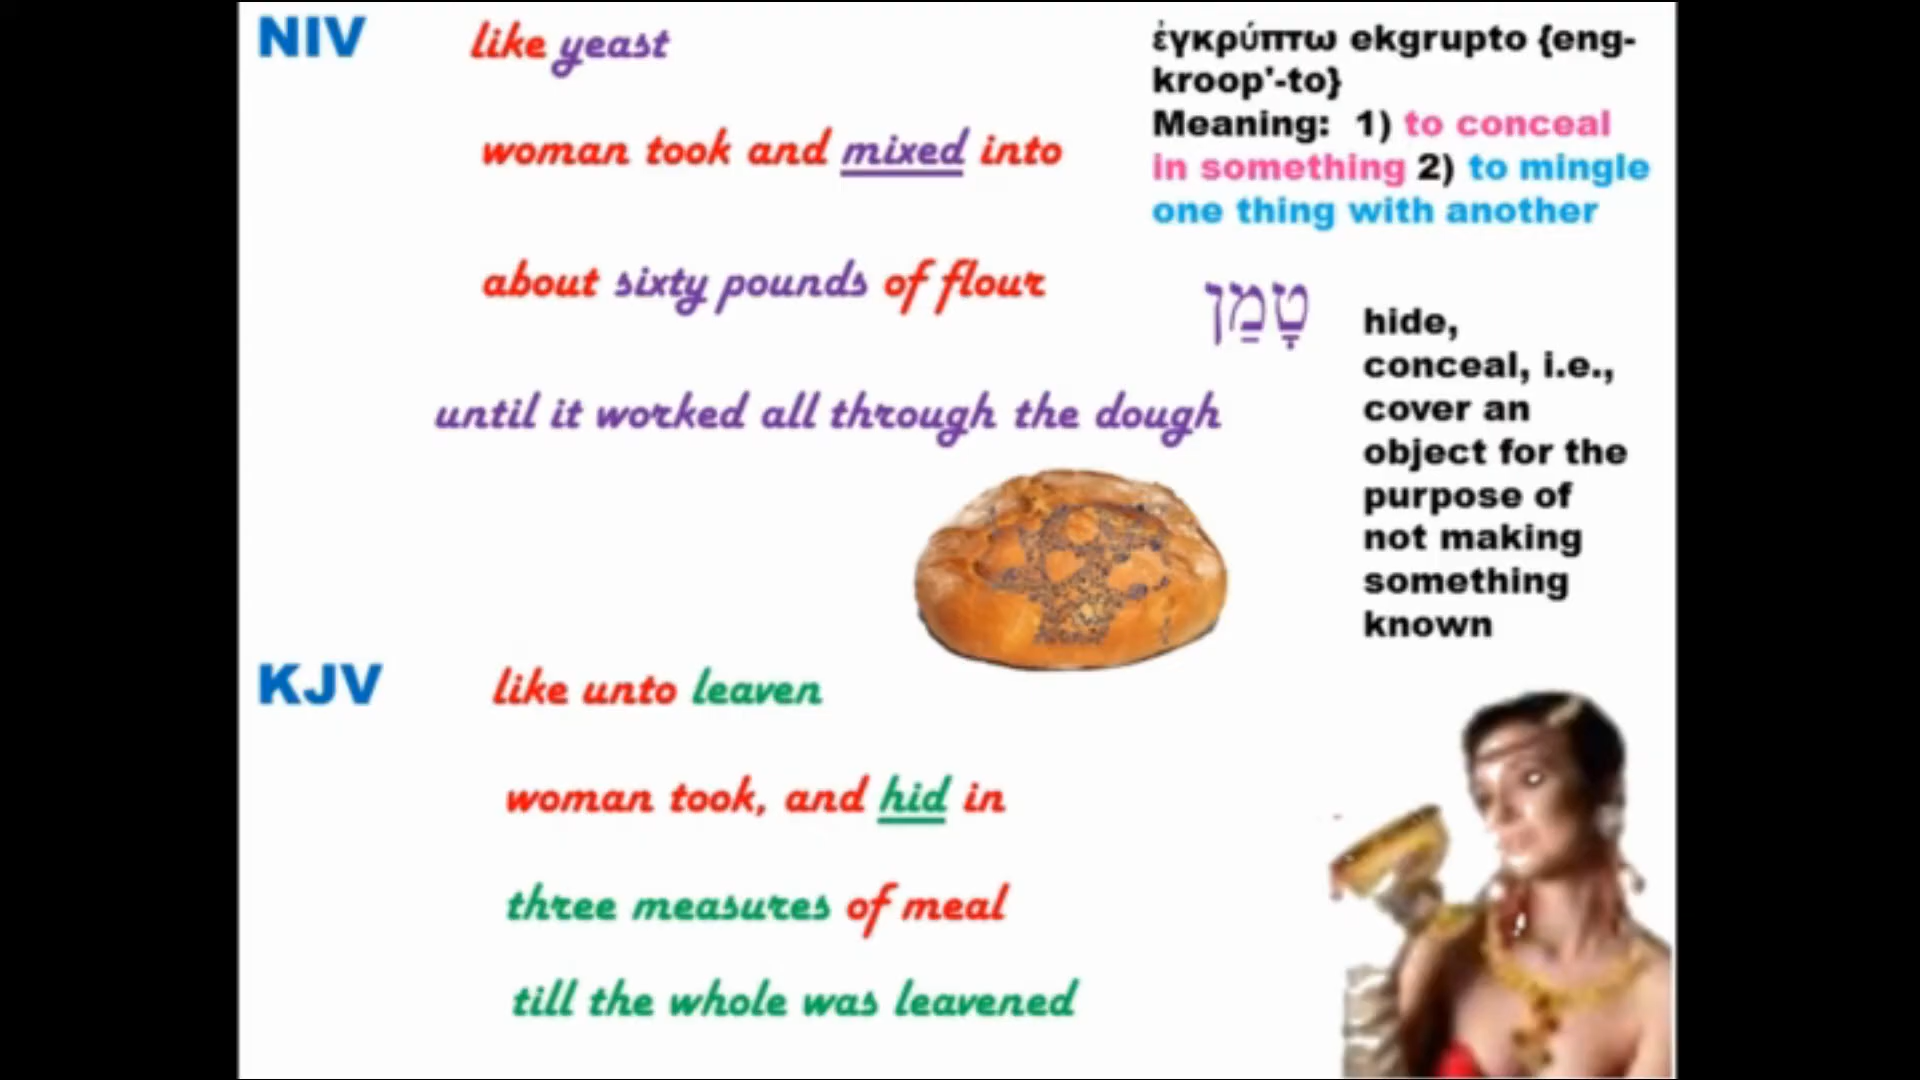 NIV
like yeast
woman took and mixed into
about sixty pounds of flour
until it worked all through the dough
ἐγκρύπτω ekgrupto {eng-
kroop'-to}
Meaning: 1) to conceal
in something 2) to mingle
one thing with another
טָמַן
hide,
conceal, i.e.,
cover an
object for the
purpose of
not making
something
known
KJV
like unto leaven
woman took, and hid in
three measures of meal
till the whole was leavened